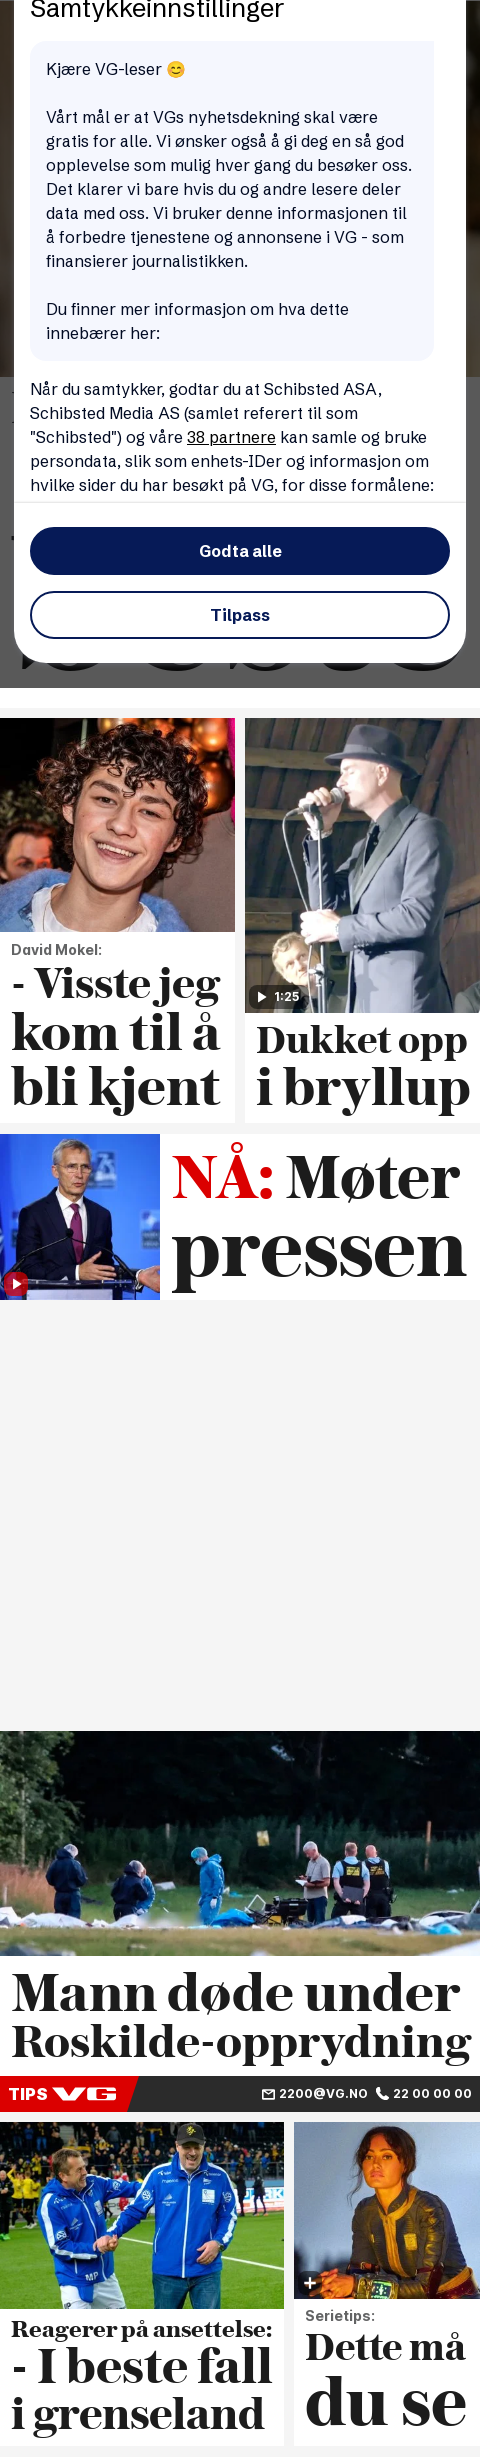 Samtykkeinnstillinger
Kjære VG-leser 😊
Vårt mål er at VGs nyhetsdekning skal være
gratis for alle. Vi ønsker også å gi deg en så god
opplevelse som mulig hver gang du besøker oss.
Det klarer vi bare hvis du og andre lesere deler
data med oss. Vi bruker denne informasjonen til
å forbedre tjenestene og annonsene i VG - som
finansierer journalistikken.
Du finner mer informasjon om hva dette
innebærer her:
Når du samtykker, godtar du at Schibsted ASA,
Schibsted Media AS (samlet referert til som
"Schibsted") og våre 38 partnere kan samle og bruke
persondata, slik som enhets-IDer og informasjon om
hvilke sider du har besøkt på VG, for disse formålene:
Godta alle
Tilpass
David Mokel:
- Visste jeg
kom til å
bli kjent
1:25
Dukket opp
i bryllup
NÅ: Møter
pressen
Mann døde under
Roskilde-opprydning
TIPS VG 2200@VG.NO 22 00 00 00
Reagerer på ansettelse:
- I beste fall
i grenseland
Serietips:
Dette må
du se